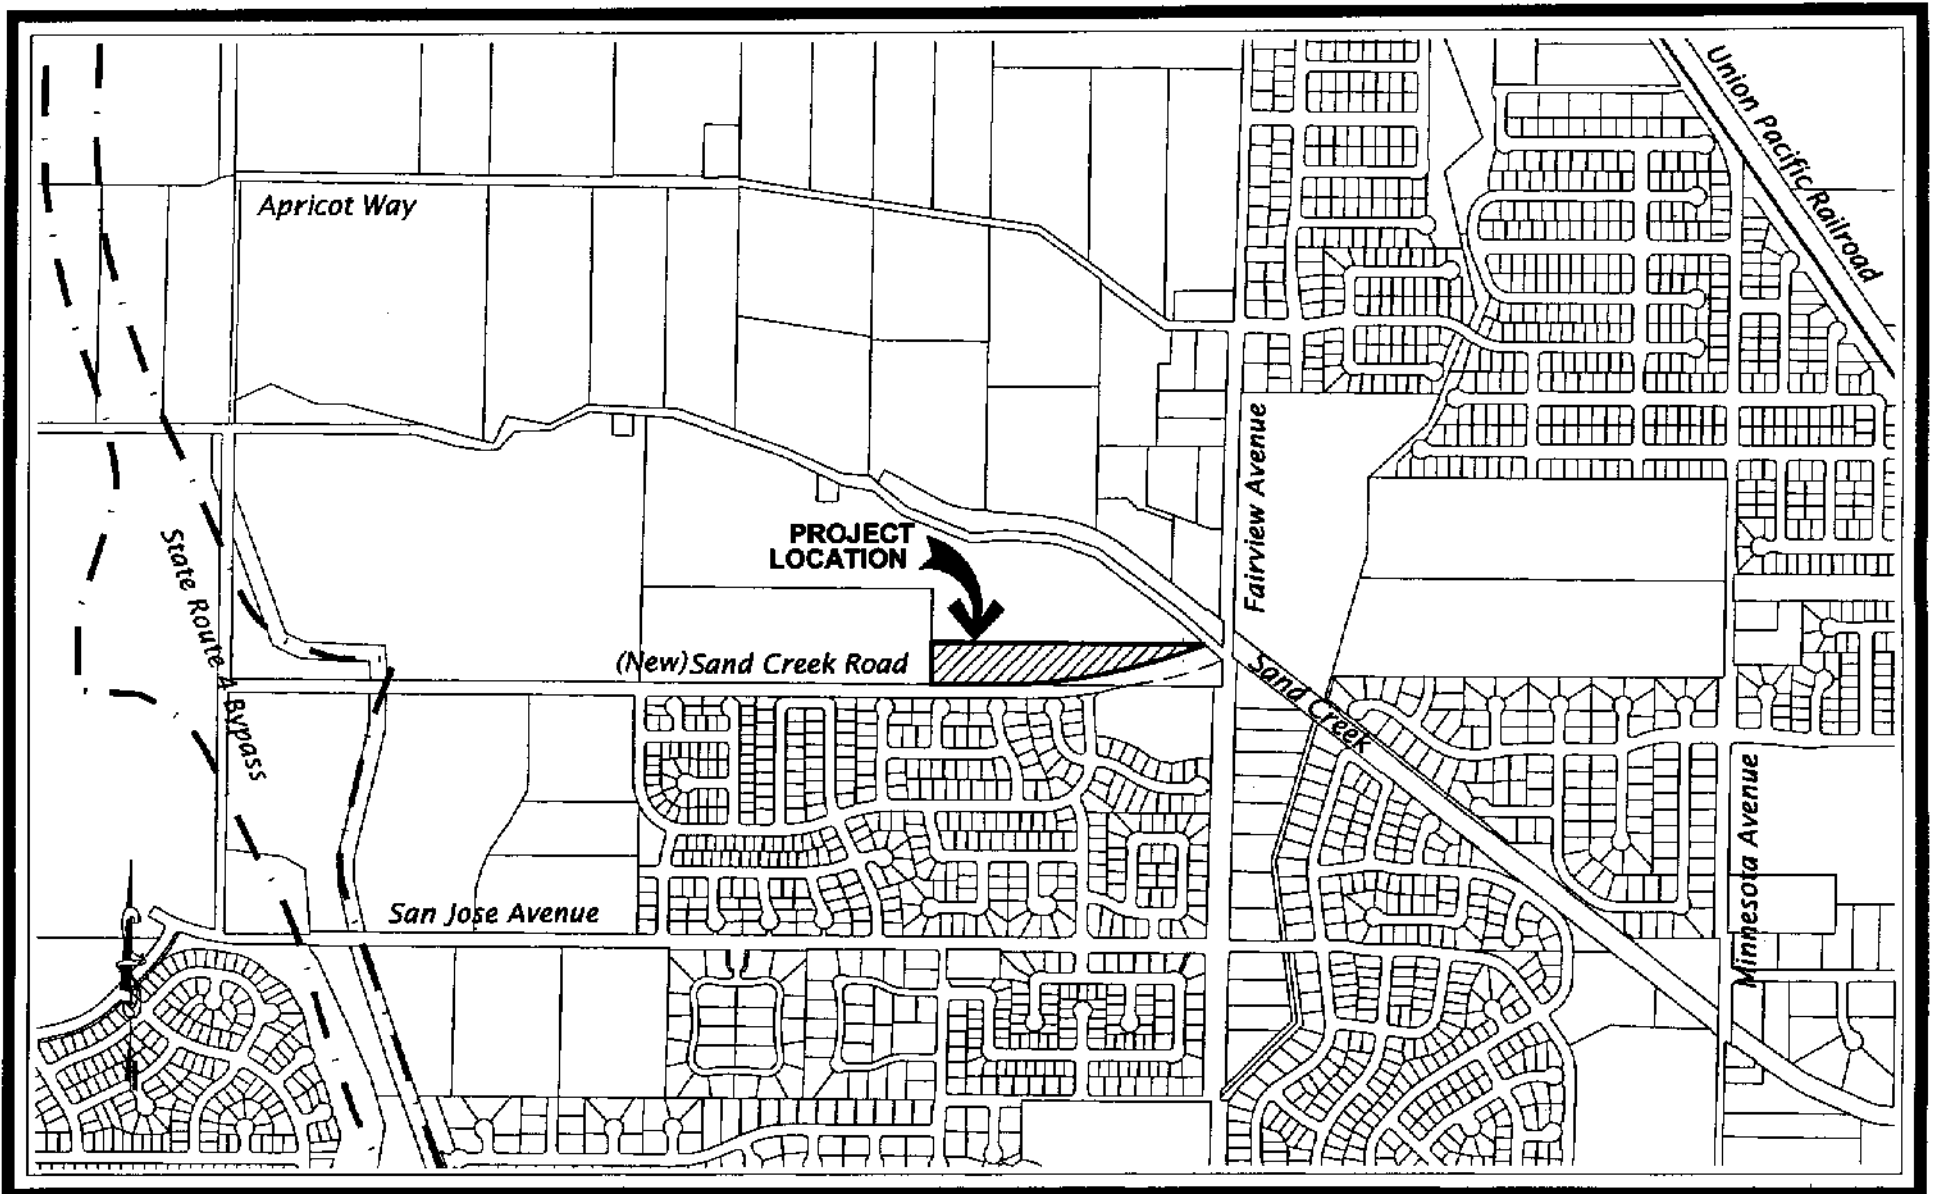 Union Pacific Railroad
Apricot Way
Fairview Avenue
PROJECT
LOCATION
State Route 4 Bypass
(New) Sand Creek Road
Sand Creek
Minnesota Avenue
San Jose Avenue